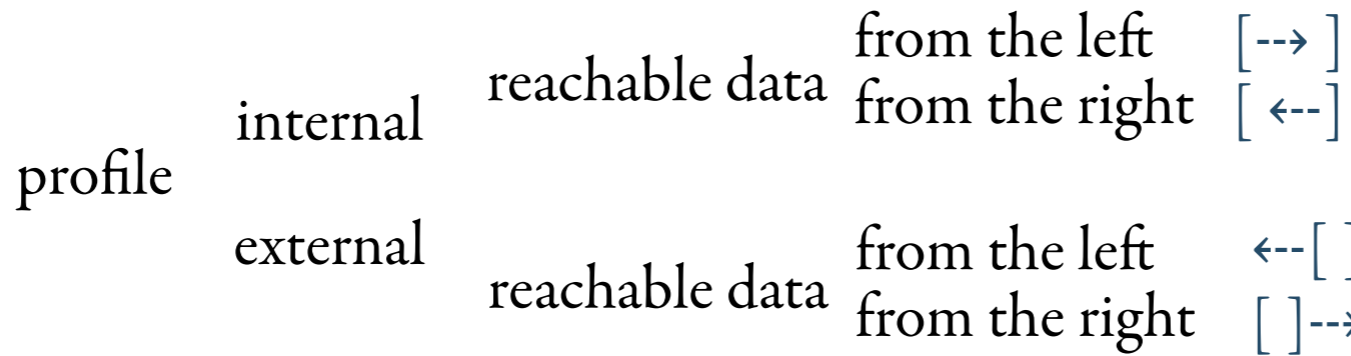 from the left [--→ ]
reachable data
from the right [ ←--]
internal
profile
external
from the left ←--[ ]
reachable data
from the right [ ]--→